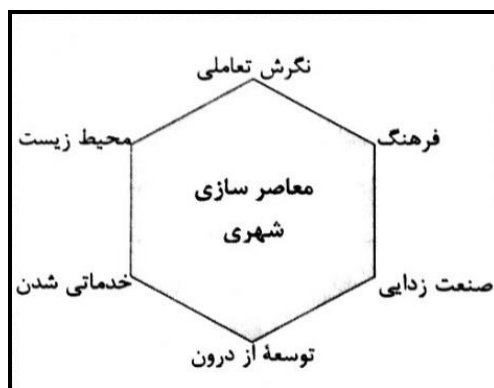 نگرش تعاملی
فرهنگ
محیط زیست
معاصر سازی
شهری
صنعت زدایی
خدماتی شدن
توسعهٔ از درون